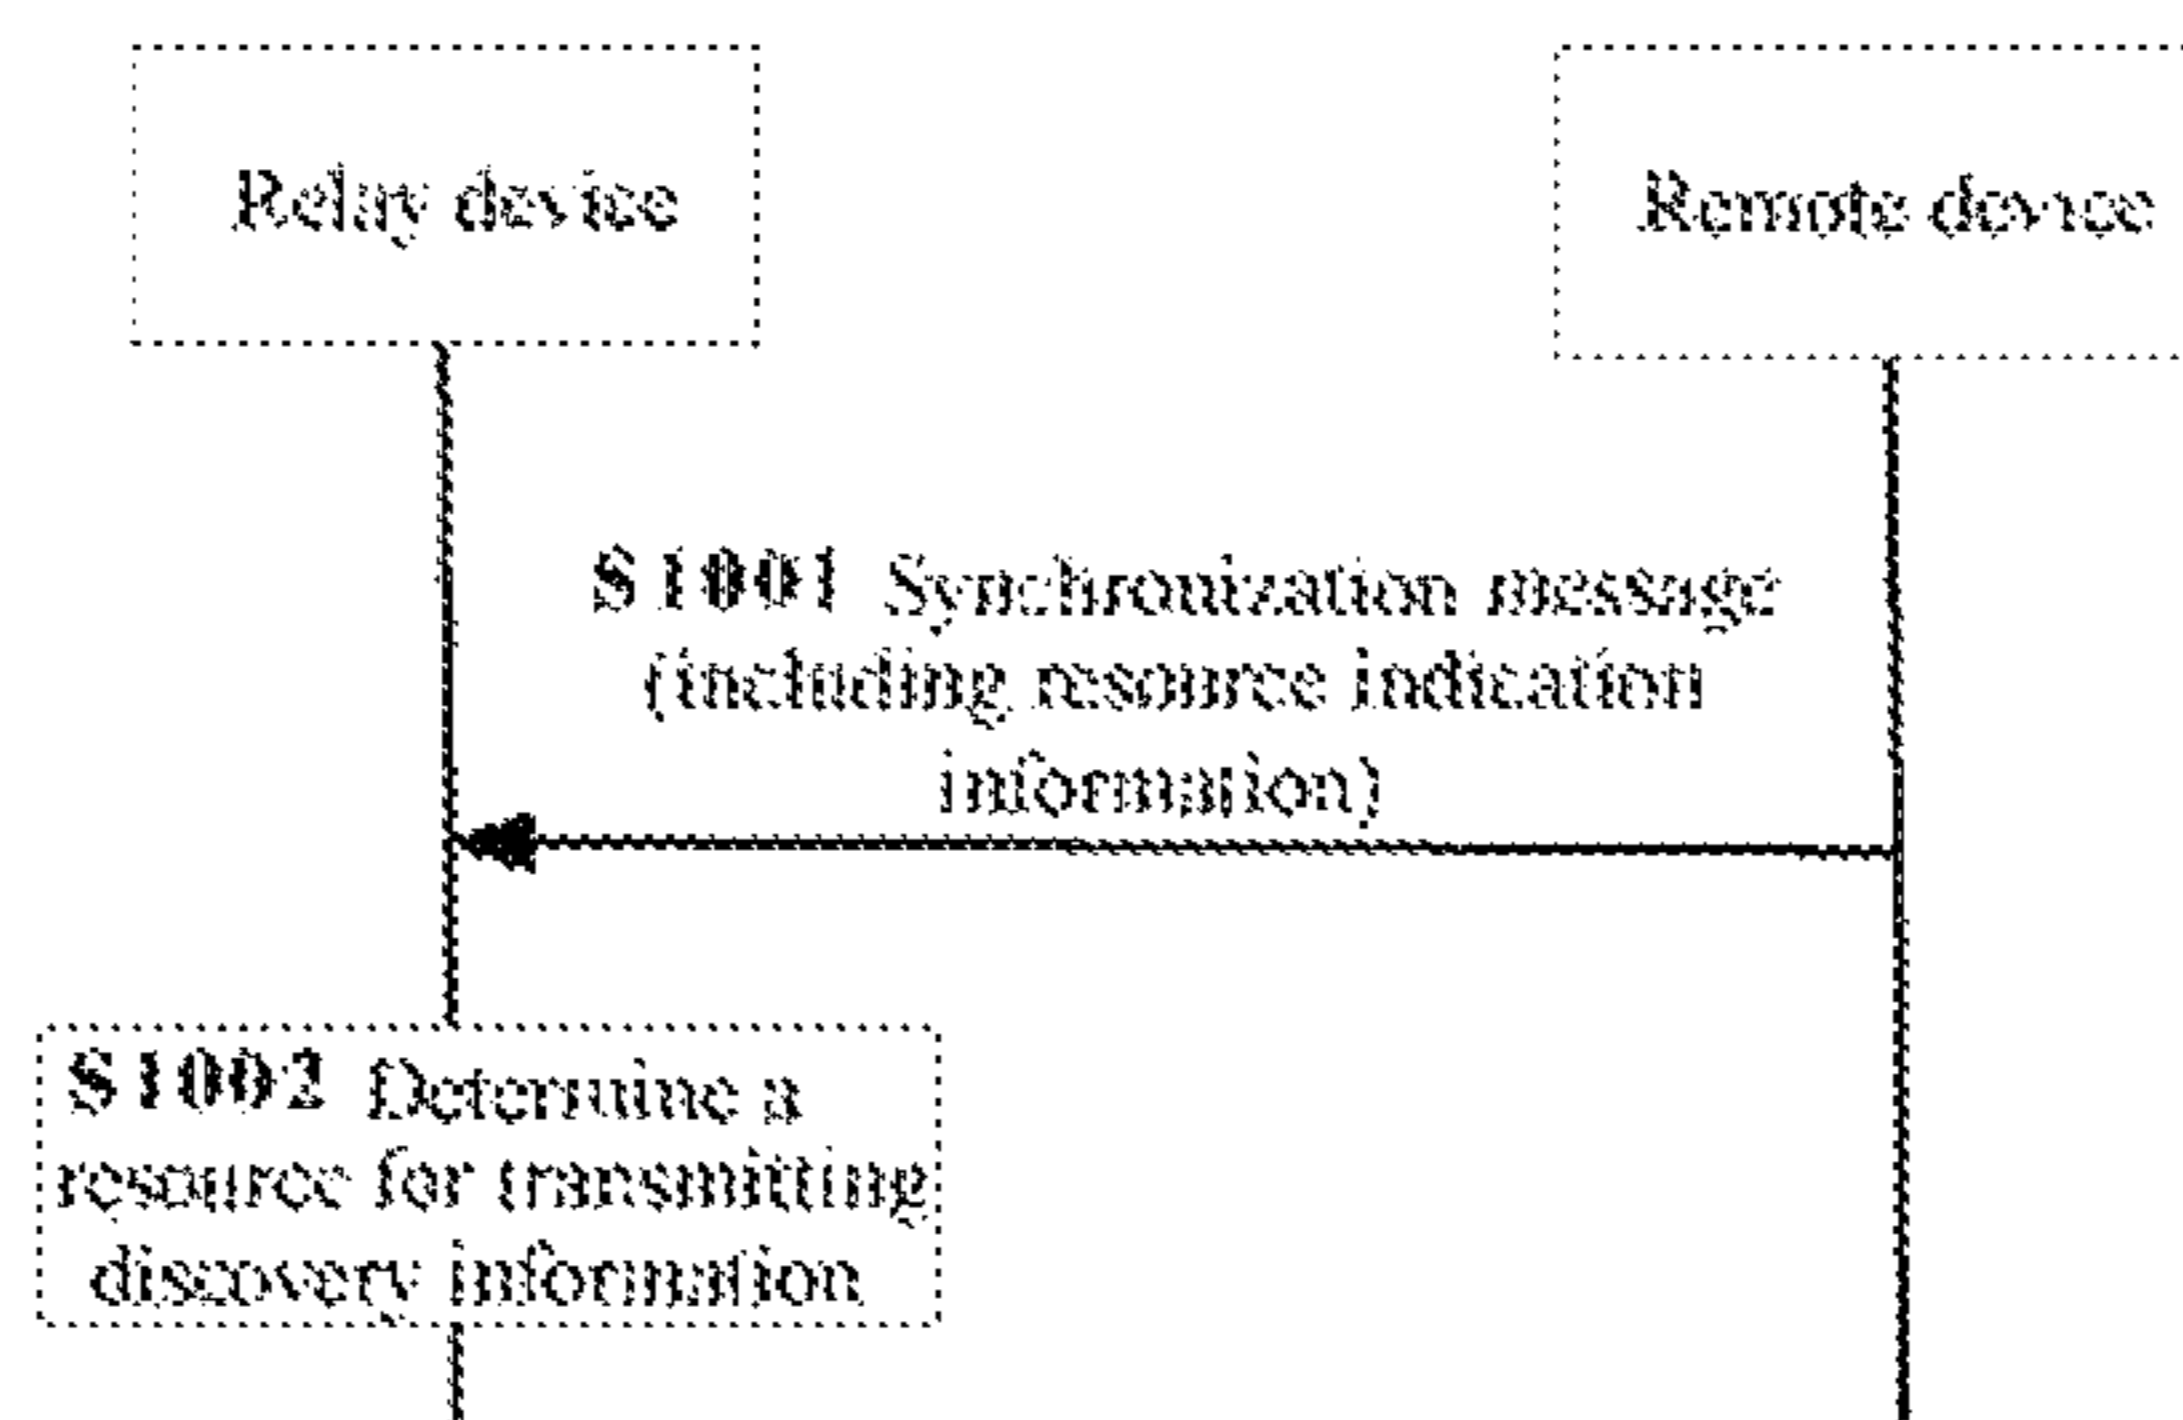 Relay device
Remote device
S1001 Synchronization message
(including resource indication
information)
S1002 Determine a
resource for transmitting
discovery information